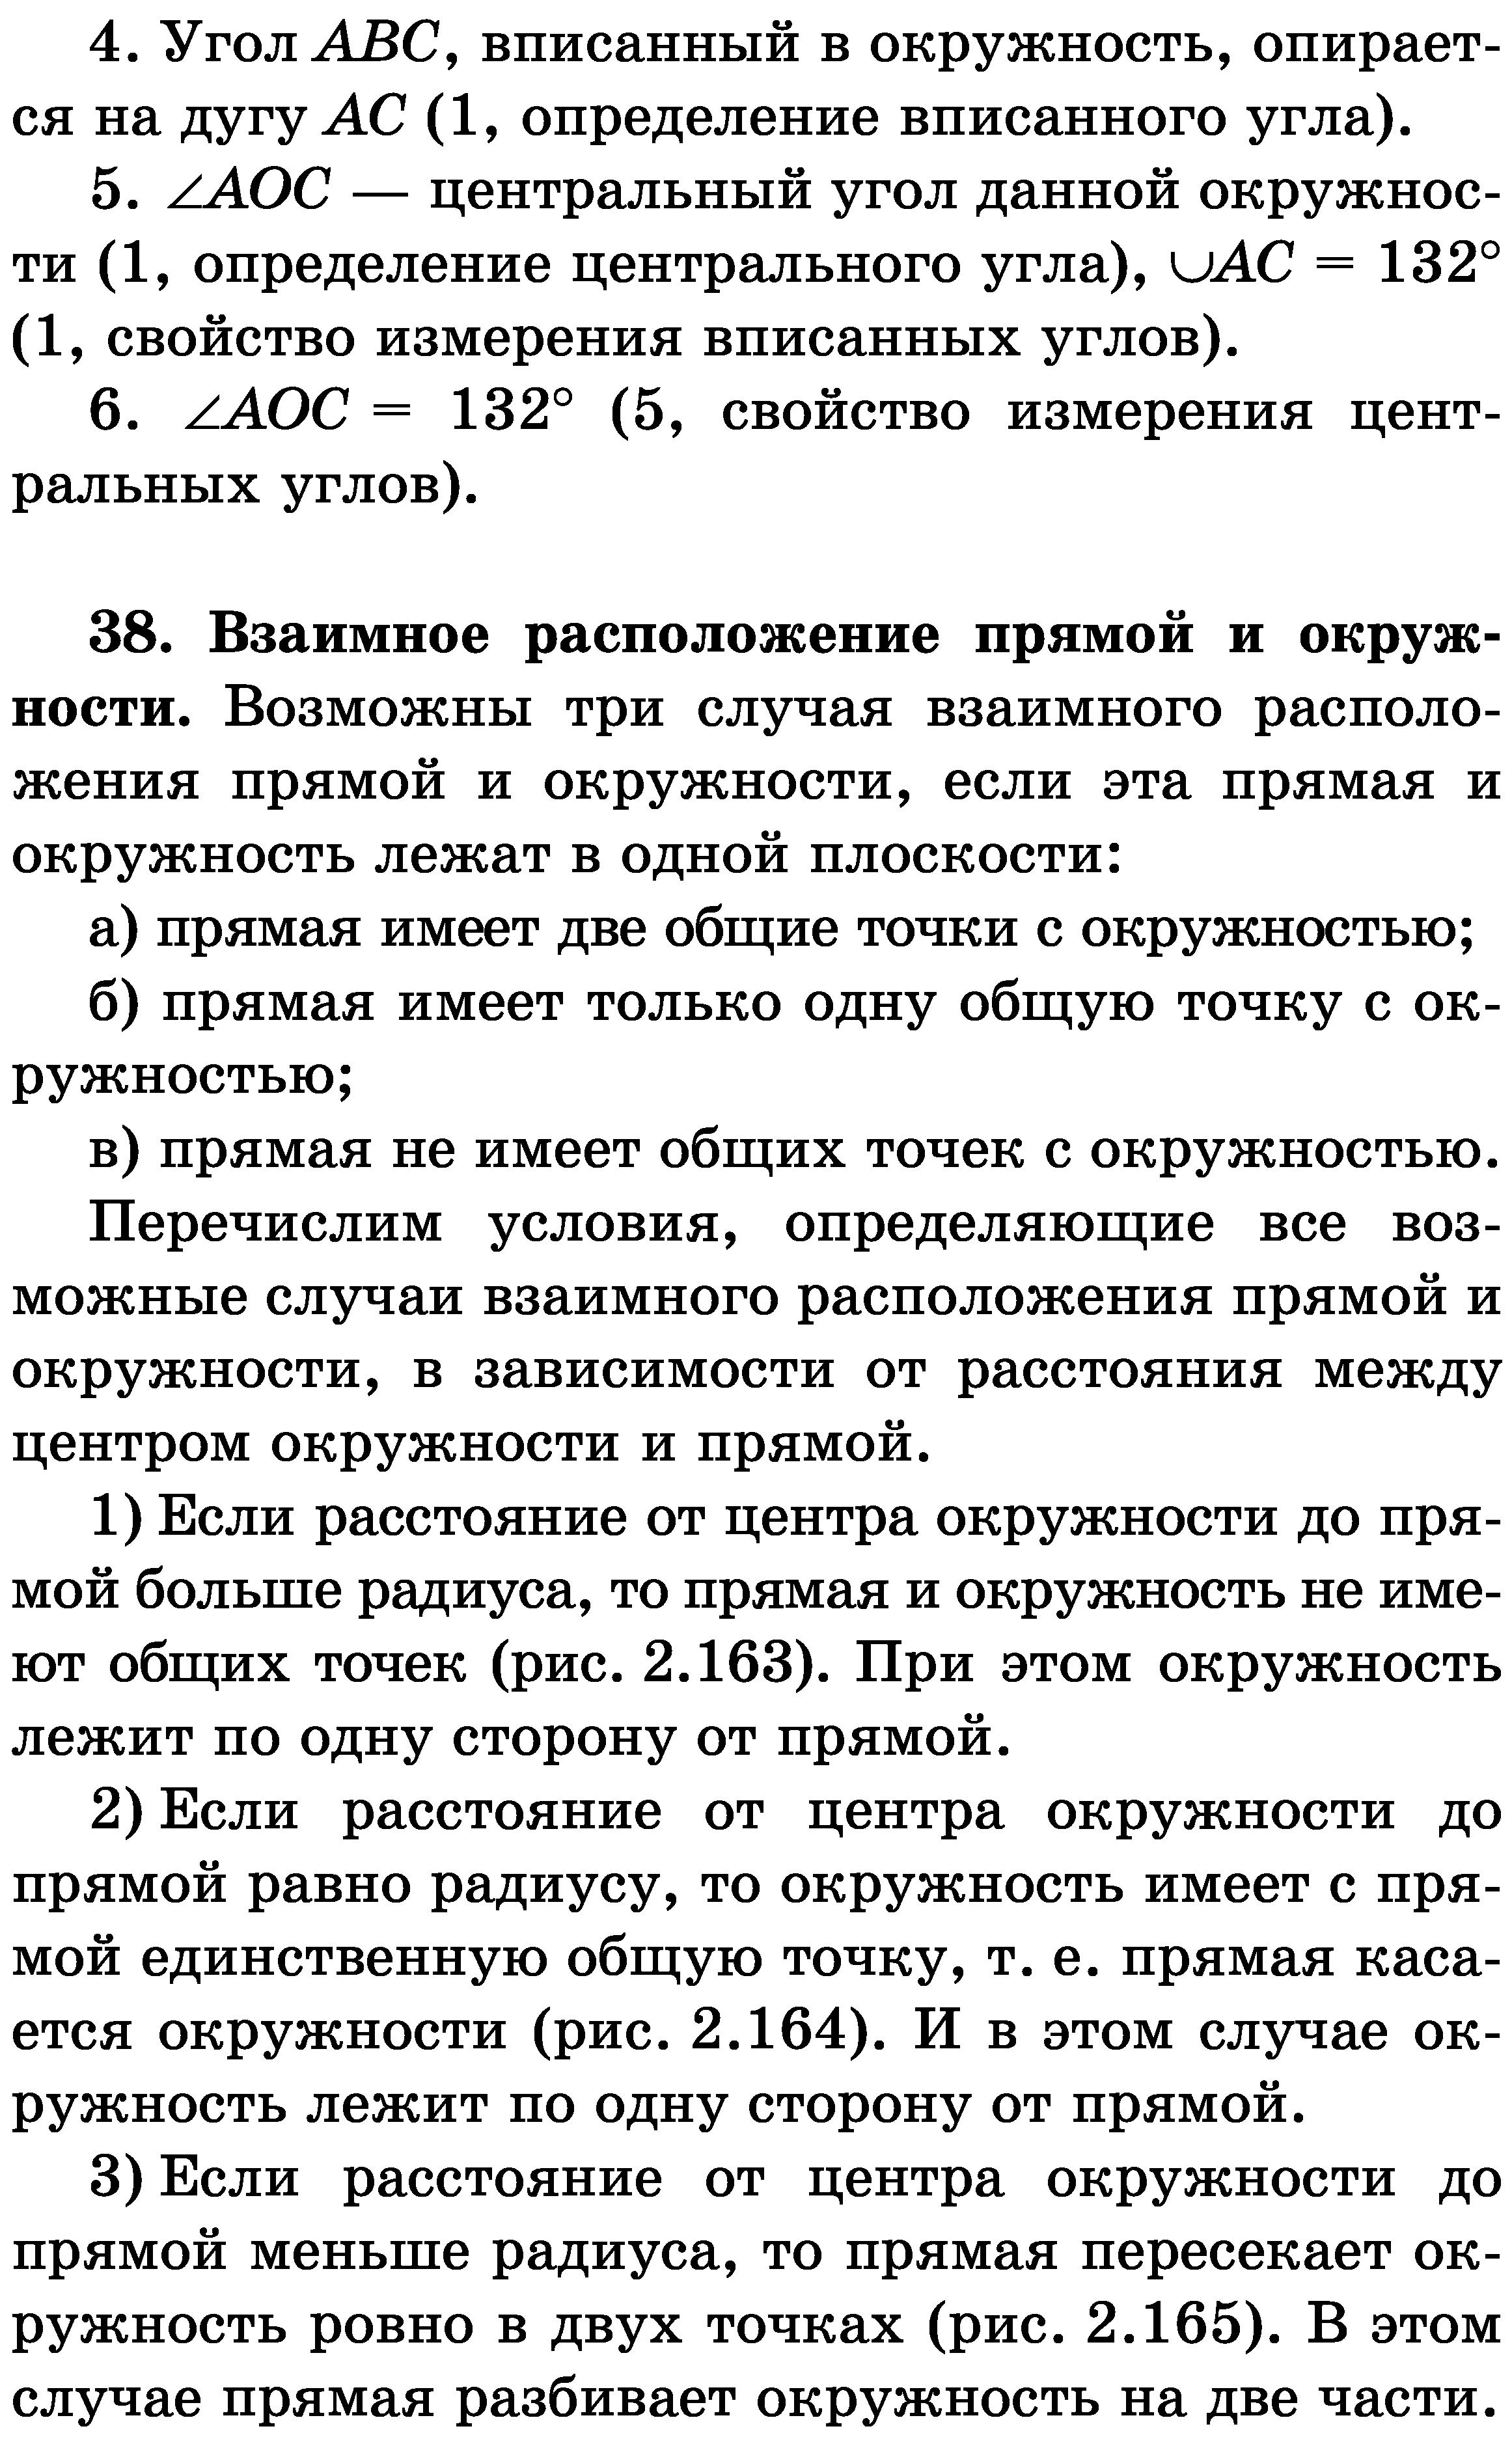 4. Угол ABC, вписанный в окружность, опирает-
ся на дугу AC (1, определение вписанного угла).
5. ∠AOC — центральный угол данной окружнос-
ти (1, определение центрального угла), ∪AC = 132°
(1, свойство измерения вписанных углов).
6. ∠AOC = 132° (5, свойство измерения цент-
ральных углов).
38. Взаимное расположение прямой и окруж-
ности. Возможны три случая взаимного располо-
жения прямой и окружности, если эта прямая и
окружность лежат в одной плоскости:
а) прямая имеет две общие точки с окружностью;
б) прямая имеет только одну общую точку с ок-
ружностью;
в) прямая не имеет общих точек с окружностью.
Перечислим условия, определяющие все воз-
можные случаи взаимного расположения прямой и
окружности, в зависимости от расстояния между
центром окружности и прямой.
1) Если расстояние от центра окружности до пря-
мой больше радиуса, то прямая и окружность не име-
ют общих точек (рис. 2.163). При этом окружность
лежит по одну сторону от прямой.
2) Если расстояние от центра окружности до
прямой равно радиусу, то окружность имеет с пря-
мой единственную общую точку, т. е. прямая каса-
ется окружности (рис. 2.164). И в этом случае ок-
ружность лежит по одну сторону от прямой.
3) Если расстояние от центра окружности до
прямой меньше радиуса, то прямая пересекает ок-
ружность ровно в двух точках (рис. 2.165). В этом
случае прямая разбивает окружность на две части.